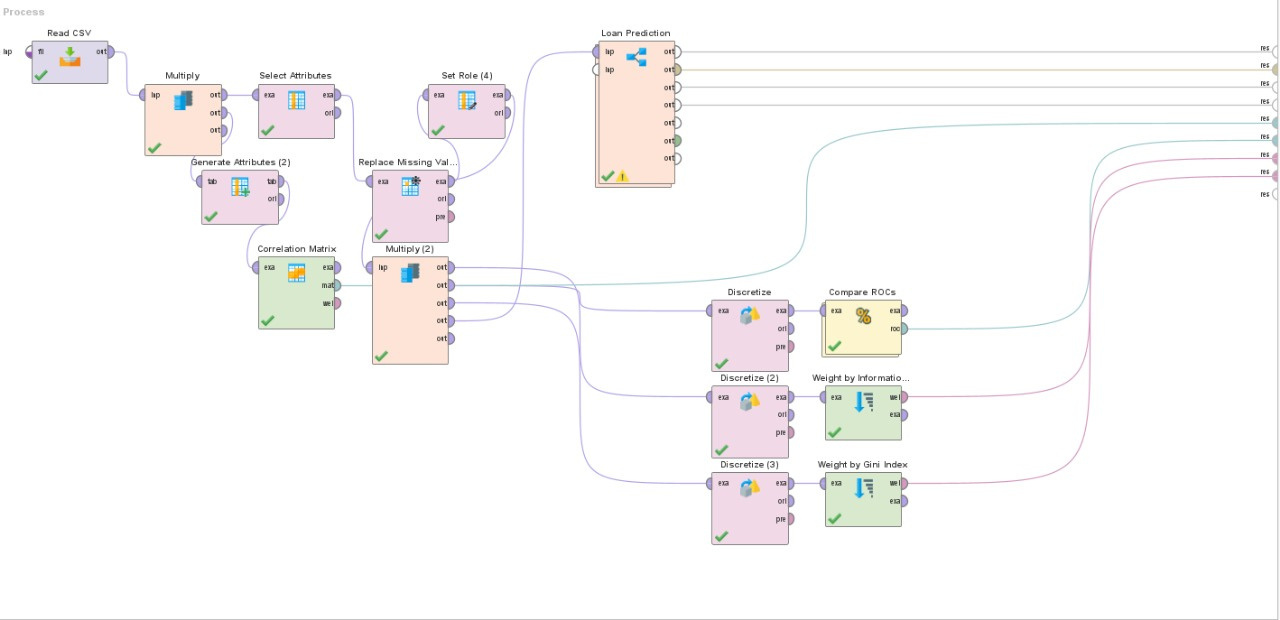 Process
Read CSV
Inp
fil
out
Multiply
Inp
out
out
out
Select Attributes
exa
exa
ori
Set Role (4)
exa
exa
ori
Generate Attributes (2)
tab
tab
ori
Replace Missing Val...
exa
exa
ori
pre
Correlation Matrix
exa
exa
mat
wei
Multiply (2)
Inp
out
out
out
out
out
Loan Prediction
Inp
Inp
out
out
out
out
out
out
out
Discretize
exa
exa
ori
pre
Compare ROCs
exa
exa
roc
Discretize (2)
exa
exa
ori
pre
Weight by Informatio...
exa
wei
exa
Discretize (3)
exa
exa
ori
pre
Weight by Gini Index
exa
wei
exa
res
res
res
res
res
res
res
res
res